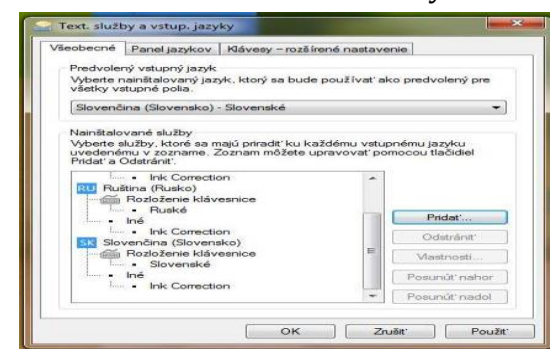 Text. služby a vstup. jazyky
Všeobecné Panel jazykov Klávesy – rozšírené nastavenie
Predvolený vstupný jazyk
Vyberte nainštalovaný jazyk, ktorý sa bude používať ako predvolený pre
všetky vstupné polia.
Slovenčina (Slovensko) - Slovenské
Nainštalované služby
Vyberte služby, ktoré sa majú priradiť ku každému vstupnému jazyku
uvedenému v zozname. Zoznam môžete upravovať pomocou tlačidiel
Pridať a Odstrániť.
Ink Correction
RU Ruština (Rusko)
Rozloženie klávesnice
Ruské
Iné
Ink Correction
SK Slovenčina (Slovensko)
Rozloženie klávesnice
Slovenské
Iné
Ink Correction
Pridať...
Odstrániť
Vlastnosti...
Posunúť nahor
Posunúť nadol
OK Zrušiť Použiť